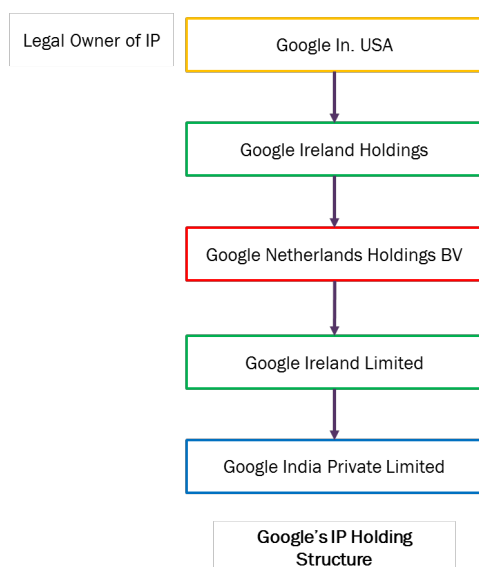 Legal Owner of IP
Google In. USA
Google Ireland Holdings
Google Netherlands Holdings BV
Google Ireland Limited
Google India Private Limited
Google's IP Holding
Structure